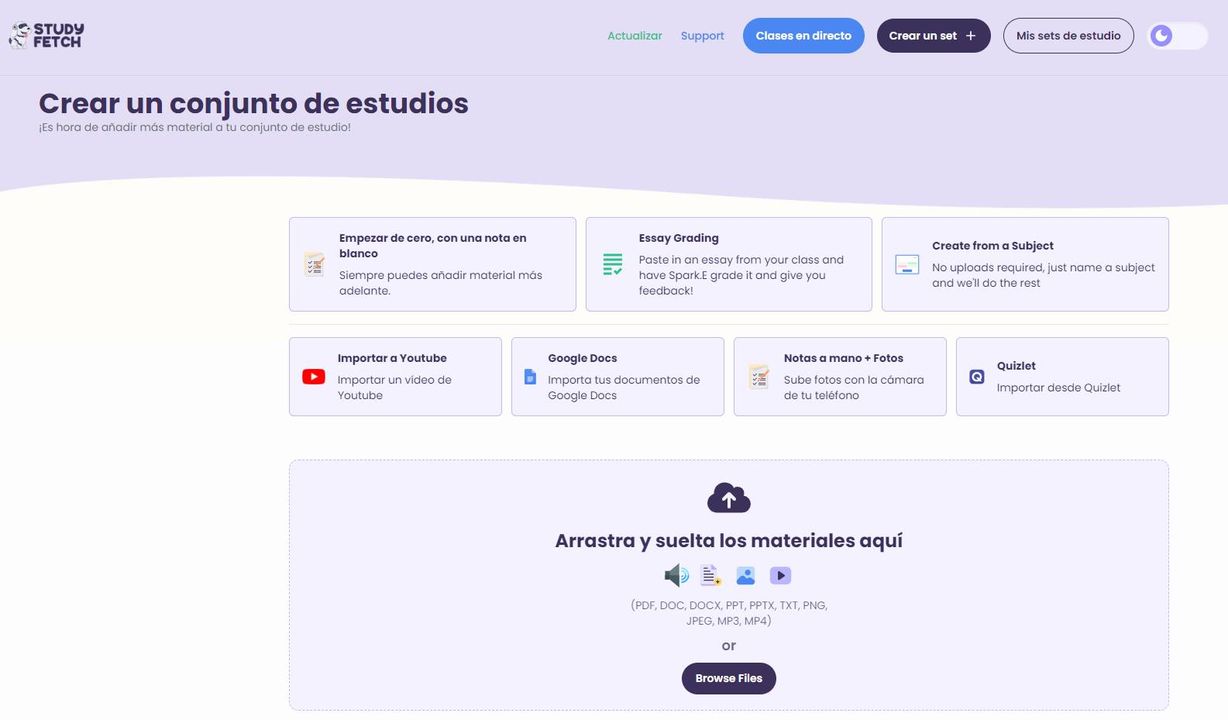 STUDY
FETCH
Actualizar
Support
Clases en directo
Crear un set +
Mis sets de estudio
Crear un conjunto de estudios
¡Es hora de añadir más material a tu conjunto de estudio!
Empezar de cero, con una nota en
blanco
Siempre puedes añadir material más
adelante.
Essay Grading
Paste in an essay from your class and
have Spark.E grade it and give you
feedback!
Create from a Subject
No uploads required, just name a subject
and we'll do the rest
Importar a Youtube
Importar un vídeo de
Youtube
Google Docs
Importa tus documentos de
Google Docs
Notas a mano + Fotos
Sube fotos con la cámara
de tu teléfono
Quizlet
Importar desde Quizlet
Arrastra y suelta los materiales aquí
(PDF, DOC, DOCX, PPT, PPTX, TXT, PNG,
JPEG, MP3, MP4)
or
Browse Files